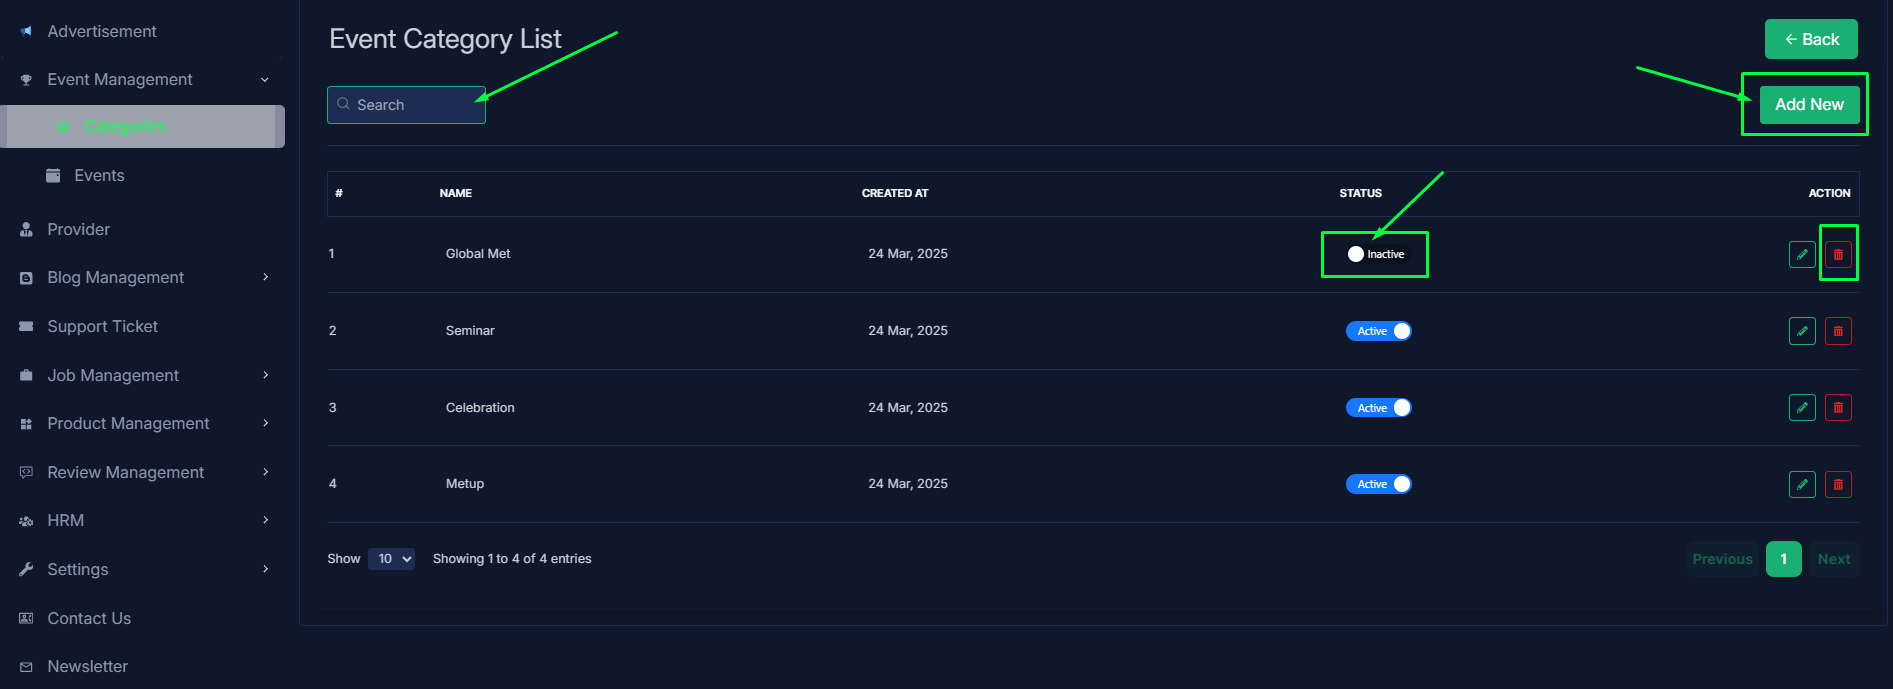 Advertisement
Event Management
Categories
Events
Provider
Blog Management
Support Ticket
Job Management
Product Management
Review Management
HRM
Settings
Contact Us
Newsletter
Event Category List
Back
Search
Add New
# NAME CREATED AT STATUS ACTION
1 Global Met 24 Mar, 2025 Inactive
2 Seminar 24 Mar, 2025 Active
3 Celebration 24 Mar, 2025 Active
4 Metup 24 Mar, 2025 Active
Show 10 Showing 1 to 4 of 4 entries Previous 1 Next